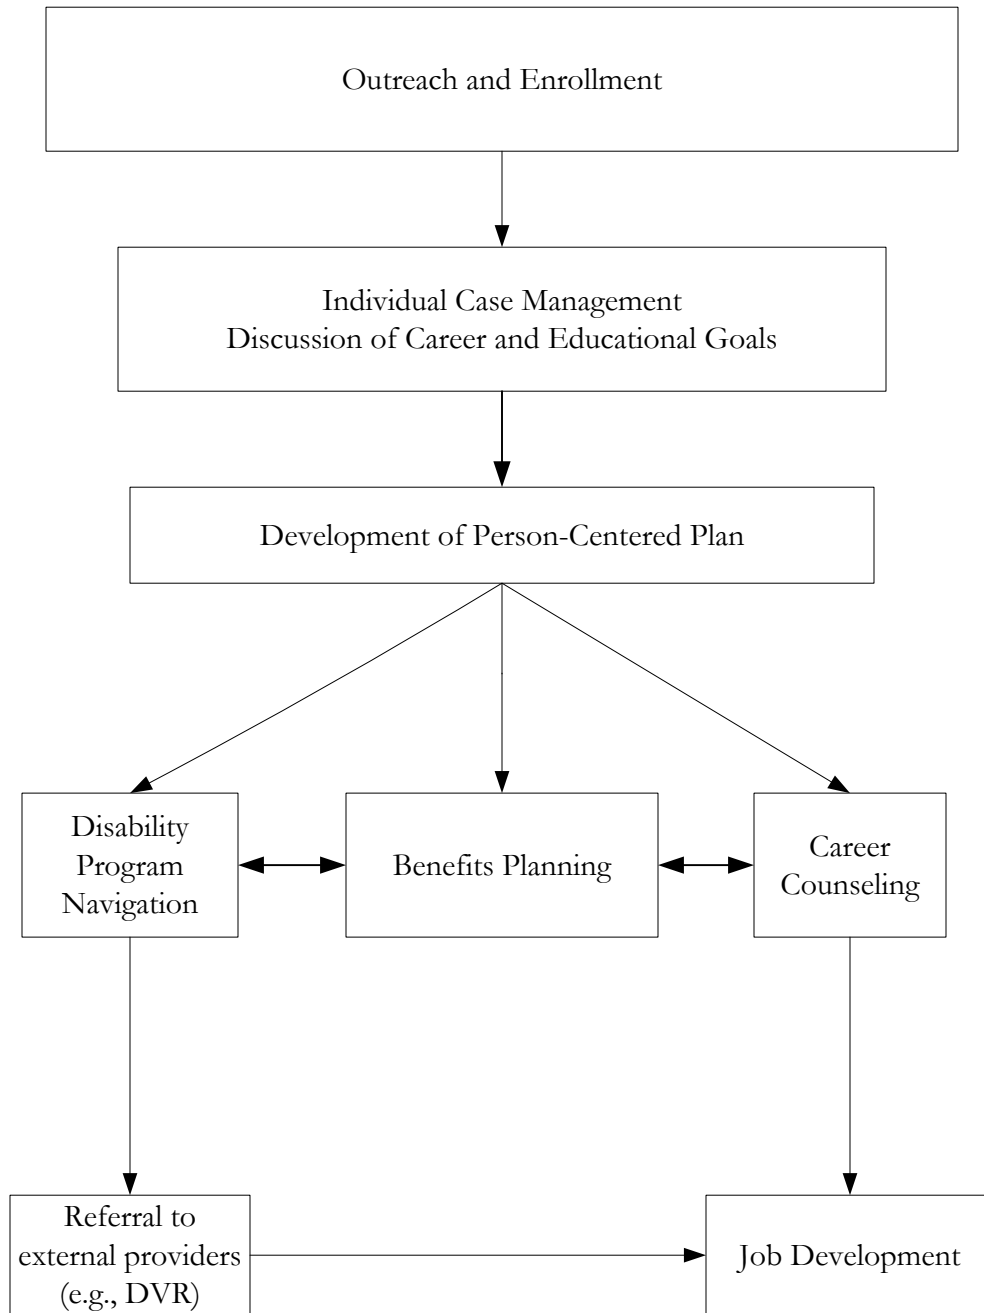 Outreach and Enrollment
Individual Case Management
Discussion of Career and Educational Goals
Development of Person-Centered Plan
Disability
Program
Navigation
Benefits Planning
Career
Counseling
Referral to
external providers
(e.g., DVR)
Job Development